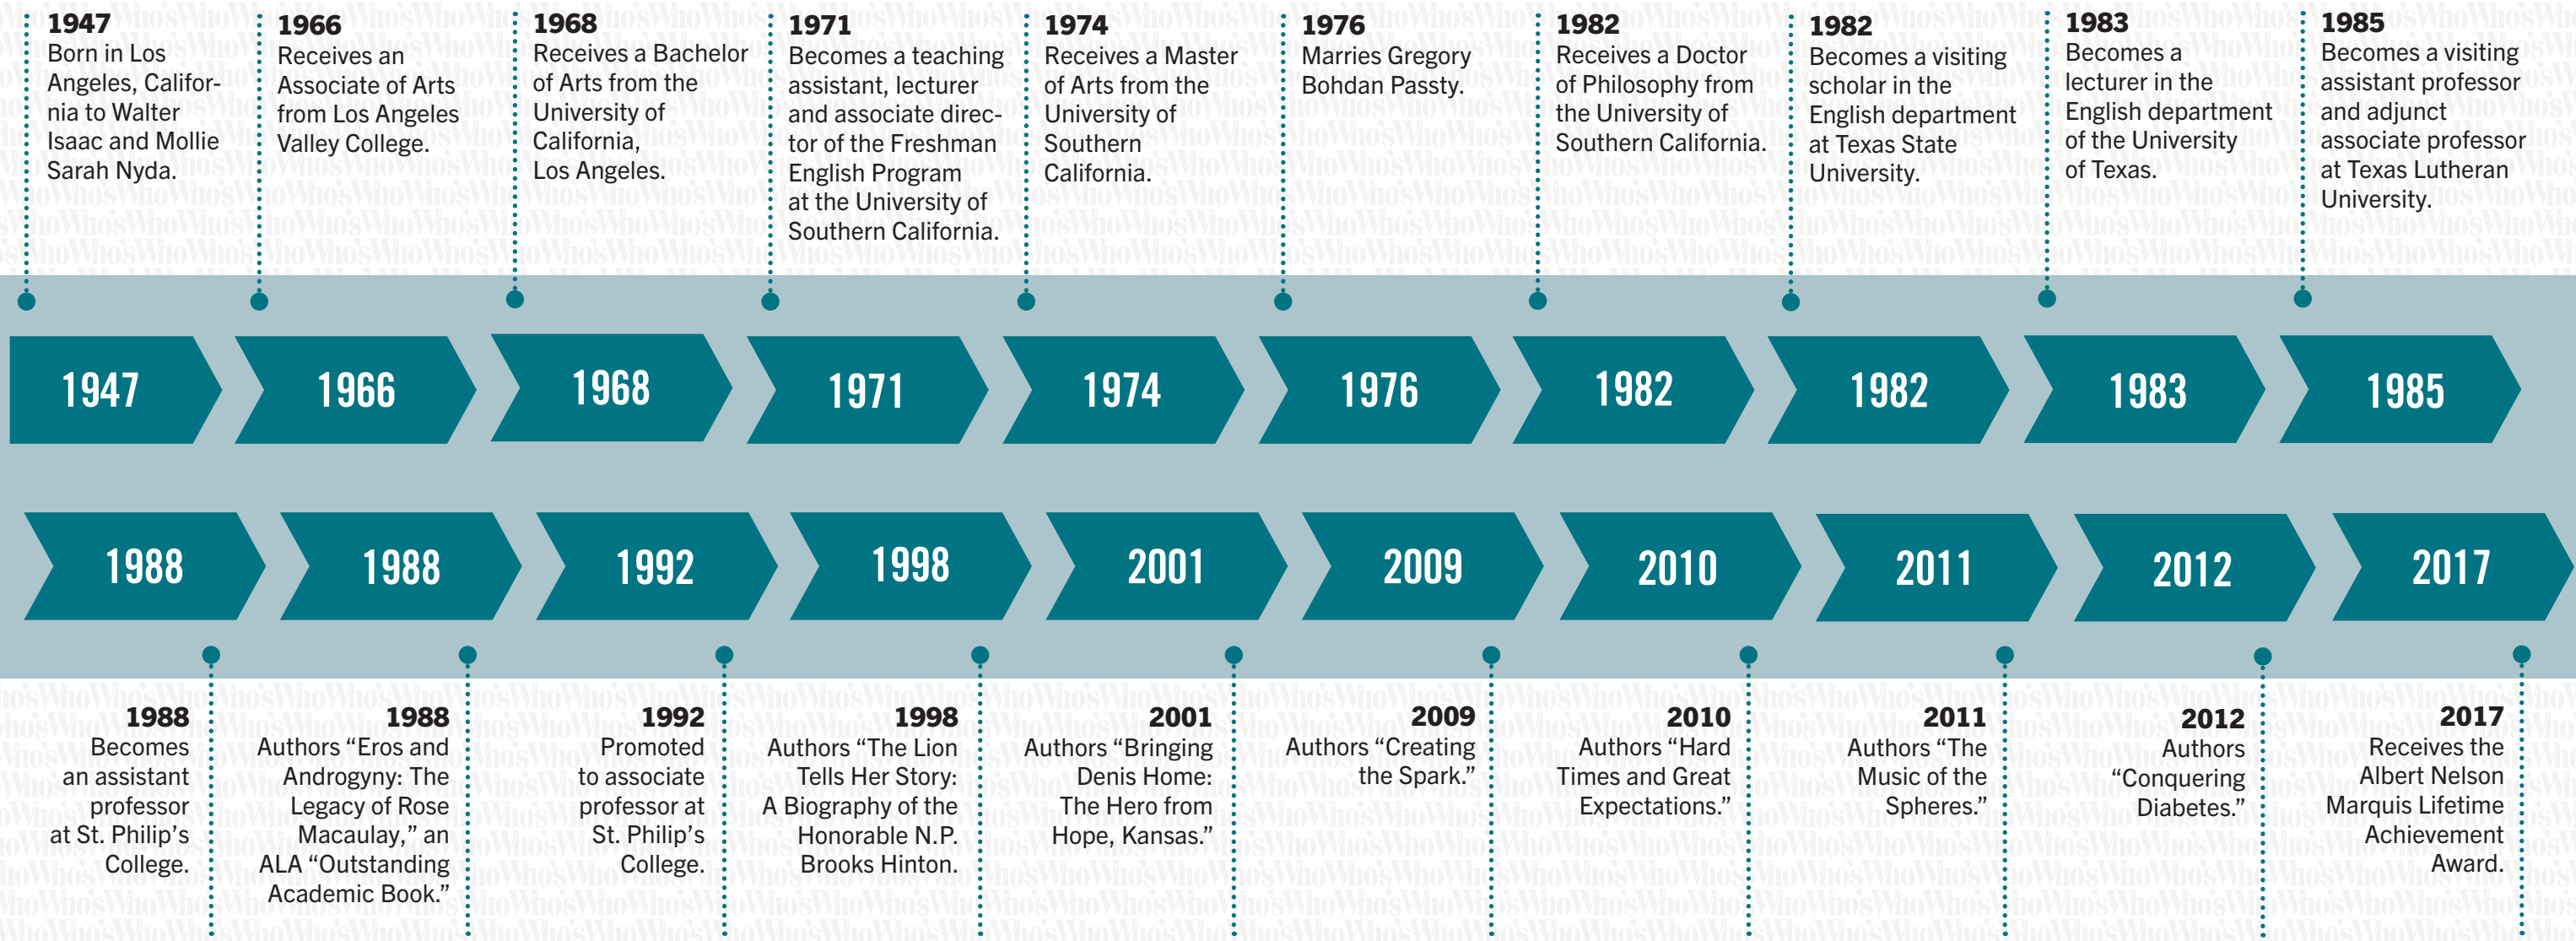 1947
Born in Los
Angeles, Califor-
nia to Walter
Isaac and Mollie
Sarah Nyda.
1966
Receives an
Associate of Arts
from Los Angeles
Valley College.
1968
Receives a Bachelor
of Arts from the
University of
California,
Los Angeles.
1971
Becomes a teaching
assistant, lecturer
and associate direc-
tor of the Freshman
English Program
at the University of
Southern California.
1974
Receives a Master
of Arts from the
University of
Southern
California.
1976
Marries Gregory
Bohdan Passty.
1982
Receives a Doctor
of Philosophy from
the University of
Southern California.
1982
Becomes a visiting
scholar in the
English department
at Texas State
University.
1983
Becomes a
lecturer in the
English department
of the University
of Texas.
1985
Becomes a visiting
assistant professor
and adjunct
associate professor
at Texas Lutheran
University.
1947
1966
1968
1971
1974
1976
1982
1982
1983
1985
1988
1988
1992
1998
2001
2009
2010
2011
2012
2017
1988
Becomes
an assistant
professor
at St. Philip’s
College.
1988
Authors “Eros and
Androgyny: The
Legacy of Rose
Macaulay,” an
ALA “Outstanding
Academic Book.”
1992
Promoted
to associate
professor at
St. Philip’s
College.
1998
Authors “The Lion
Tells Her Story:
A Biography of the
Honorable N.P.
Brooks Hinton.
2001
Authors “Bringing
Denis Home:
The Hero from
Hope, Kansas.”
2009
Authors “Creating
the Spark.”
2010
Authors “Hard
Times and Great
Expectations.”
2011
Authors “The
Music of the
Spheres.”
2012
Authors
“Conquering
Diabetes.”
2017
Receives the
Albert Nelson
Marquis Lifetime
Achievement
Award.